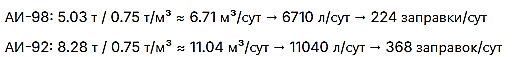 АИ-98: 5.03 т / 0.75 т/м³ ≈ 6.71 м³/сут → 6710 л/сут → 224 заправки/сут
АИ-92: 8.28 т / 0.75 т/м³ ≈ 11.04 м³/сут → 11040 л/сут → 368 заправок/сут